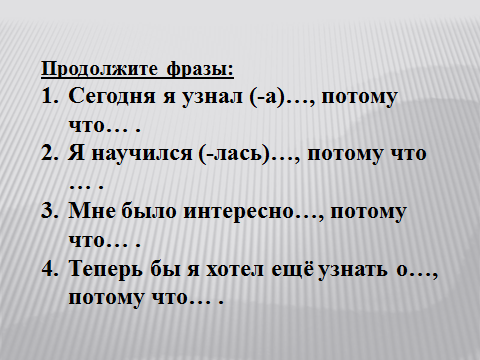 Продолжите фразы:
1. Сегодня я узнал (-а)…, потому
что… .
2. Я научился (-лась)…, потому что
… .
3. Мне было интересно…, потому
что… .
4. Теперь бы я хотел ещё узнать о…,
потому что… .